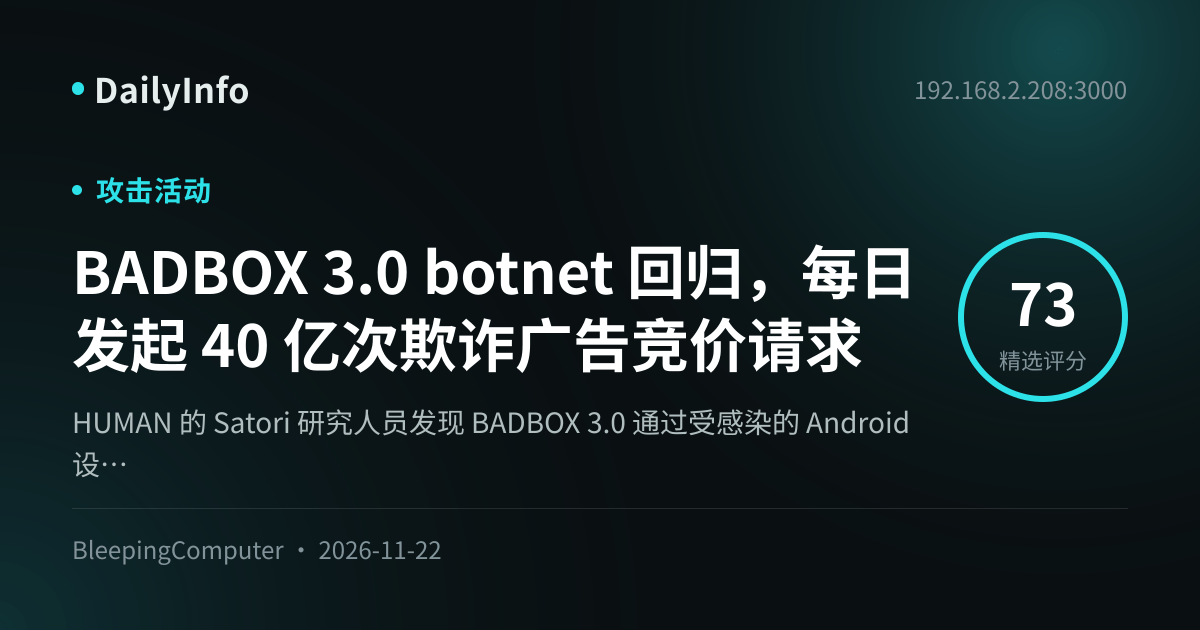 DailyInfo
192.168.2.208:3000
攻击活动
BADBOX 3.0 botnet 回归，每日
发起 40 亿次欺诈广告竞价请求
73
精选评分
HUMAN 的 Satori 研究人员发现 BADBOX 3.0 通过受感染的 Android
设…
BleepingComputer • 2026-11-22